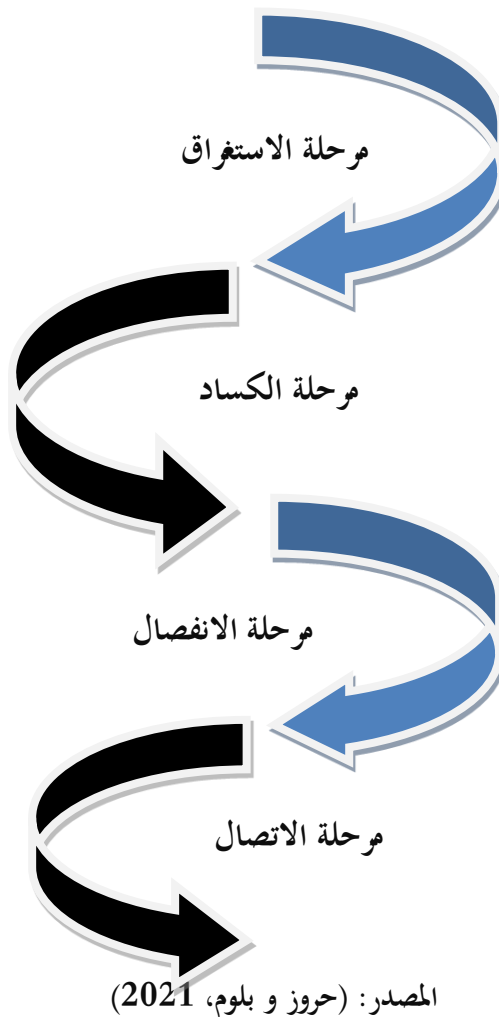 مرحلة الاستغراق
مرحلة الكساد
مرحلة الانفصال
مرحلة الاتصال
المصدر: (حروز و بلوم، 2021)